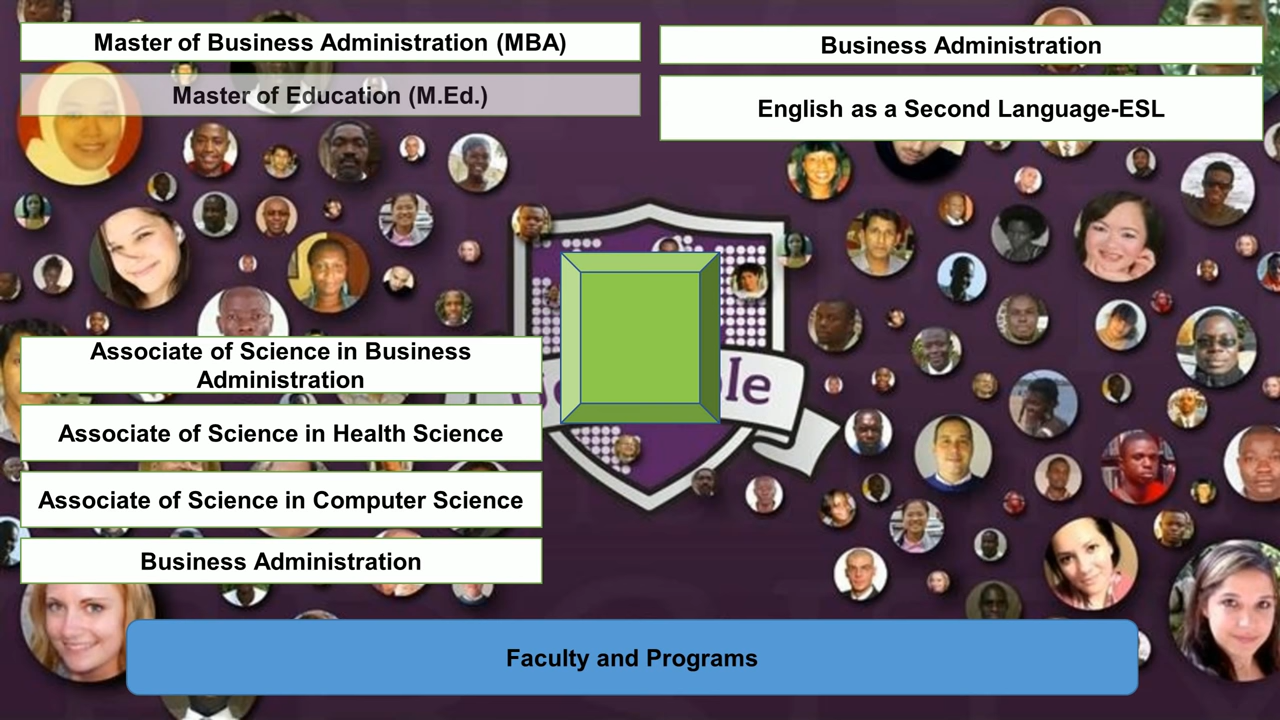 Master of Business Administration (MBA)
Master of Education (M.Ed.)
Business Administration
English as a Second Language-ESL
Associate of Science in Business
Administration
Associate of Science in Health Science
Associate of Science in Computer Science
Business Administration
Faculty and Programs